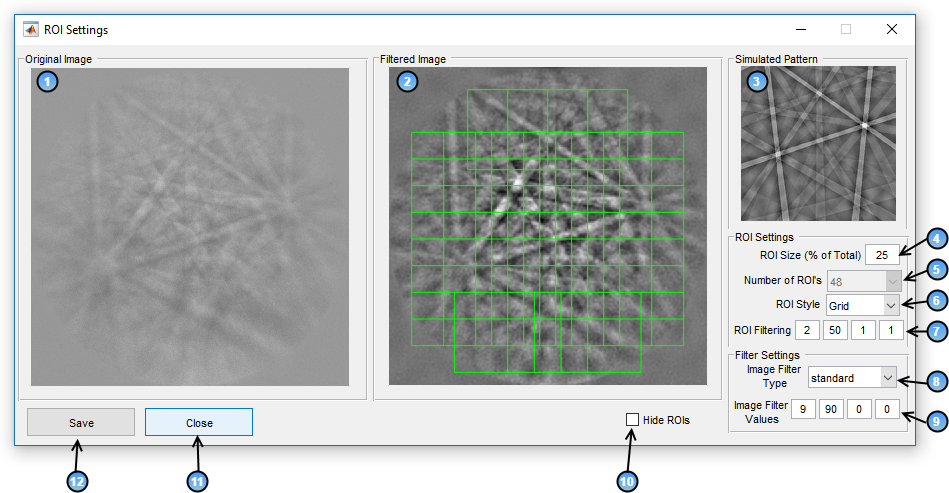 ROI Settings
Original Image
Filtered Image
Simulated Pattern
1
2
3
ROI Settings
4
ROI Size (% of Total) 25
5
Number of ROI's 48
6
ROI Style Grid
7
ROI Filtering 2 50 1 1
Filter Settings
Image Filter
Type
standard
8
Image Filter
Values
9 90 0 0
9
Save
Close
Hide ROIs
12
11
10